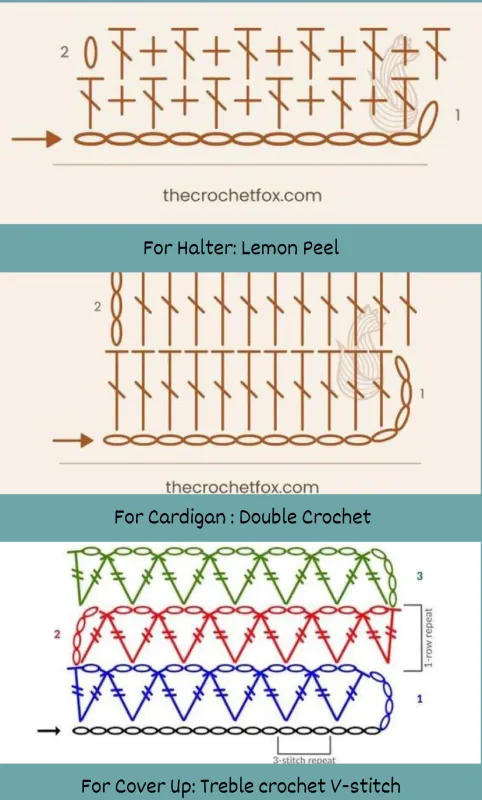 2
1
thecrochetfox.com
For Halter: Lemon Peel
2
1
thecrochetfox.com
For Cardigan : Double Crochet
3
2
1-row repeat
1
3-stitch repeat
For Cover Up: Treble crochet V-stitch